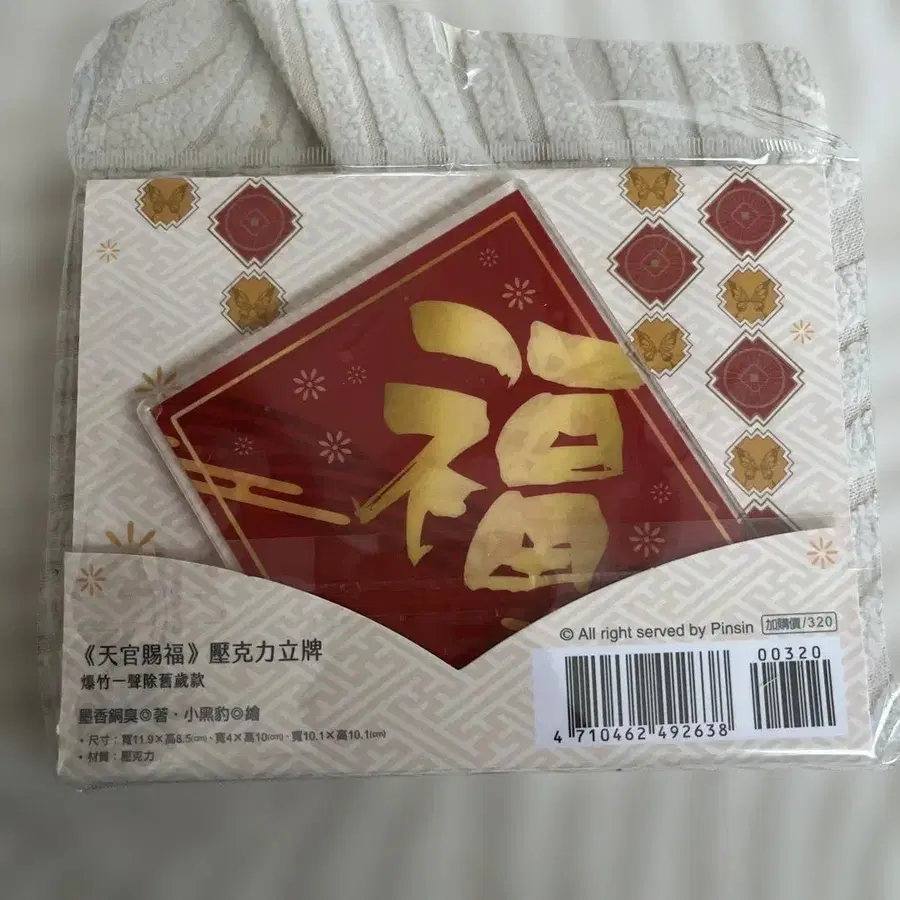 福
《天官賜福》壓克力立牌
爆竹一聲除舊歲款
墨香銅臭◎著・小黑豹◎繪
・尺寸：寬11.9×高8.5(cm)、寬4×高10(cm)、寬10.1×高10.1(cm)
・材質：壓克力
© All right served by Pinsin 加購價/320
00320
4 710462 492638